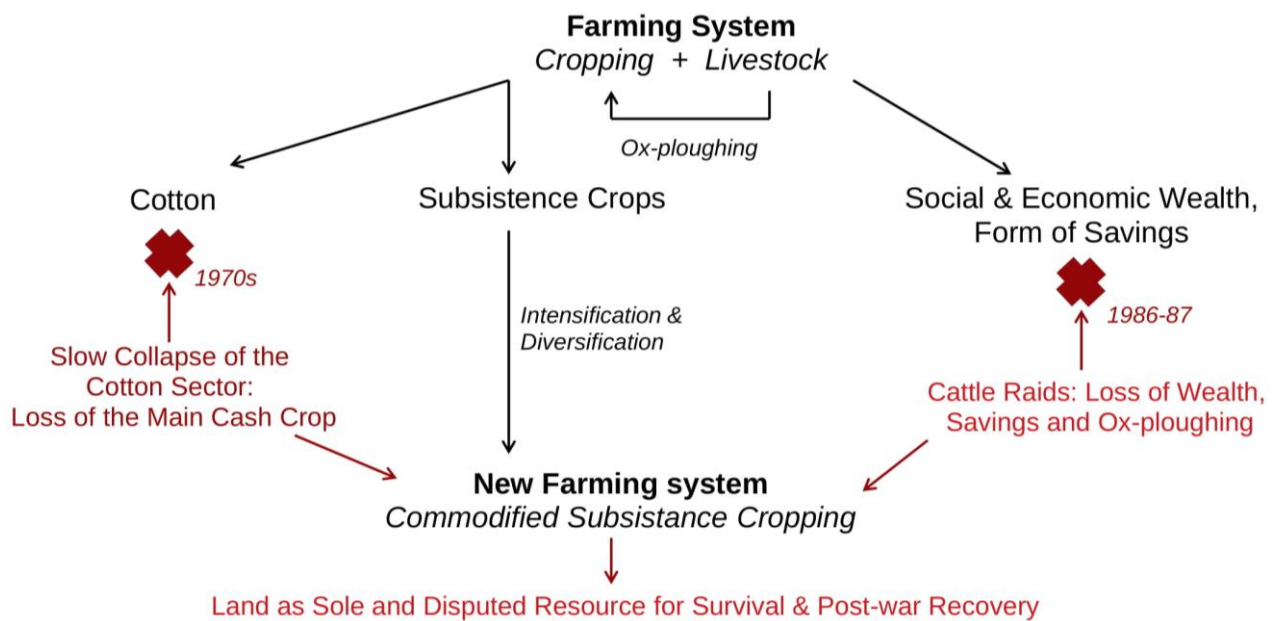 Farming System
Cropping + Livestock
Ox-ploughing
Cotton
Subsistence Crops
Social & Economic Wealth,
Form of Savings
1970s
1986-87
Intensification &
Diversification
Slow Collapse of the
Cotton Sector:
Loss of the Main Cash Crop
Cattle Raids: Loss of Wealth,
Savings and Ox-ploughing
New Farming system
Commodified Subsistance Cropping
Land as Sole and Disputed Resource for Survival & Post-war Recovery